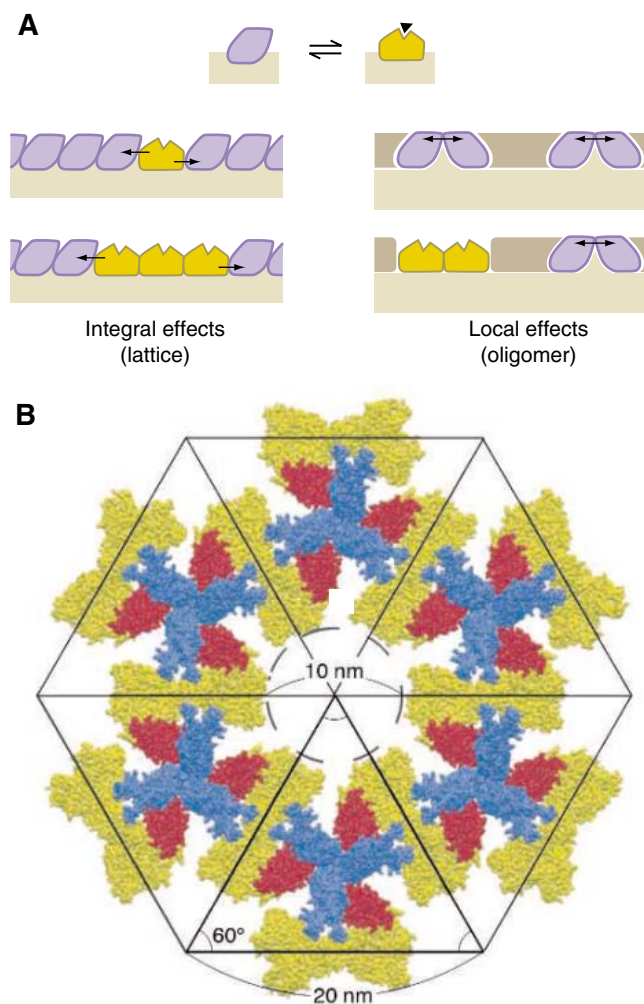 A
Integral effects
(lattice)
Local effects
(oligomer)
B
10 nm
60°
20 nm